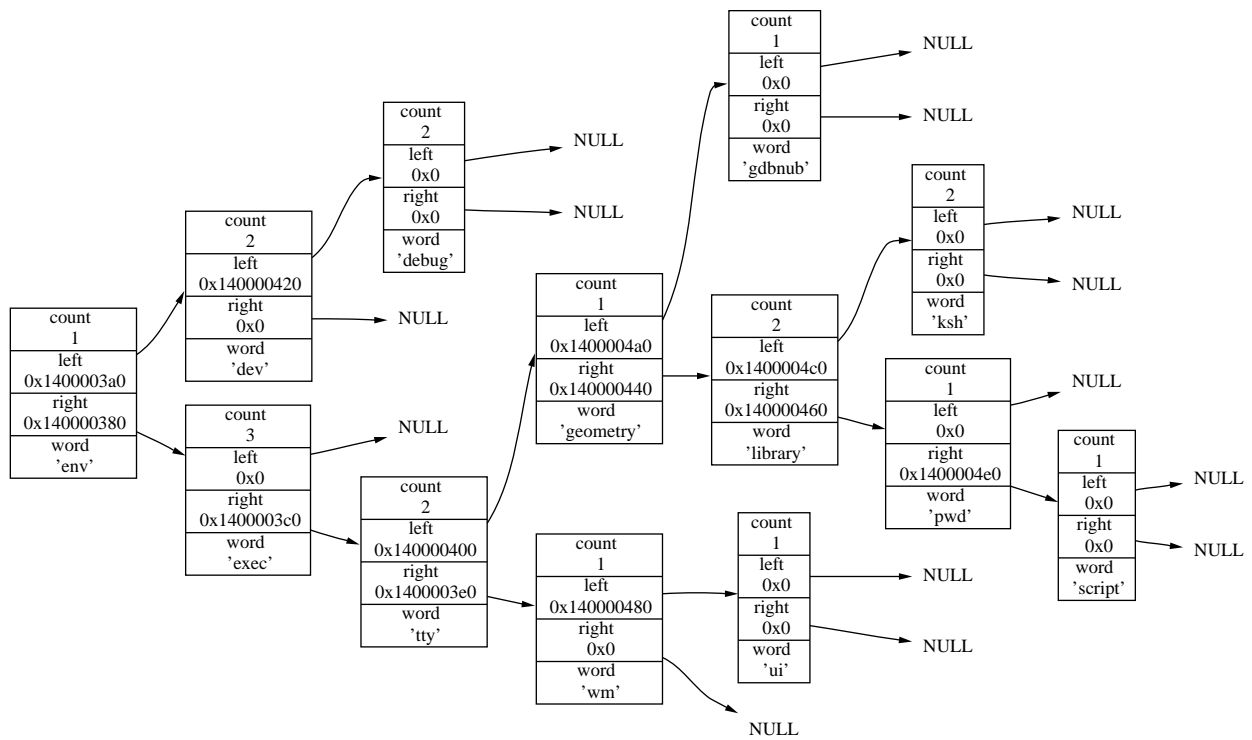 count
1
left
0x1400003a0
right
0x140000380
word
’env’
count
2
left
0x140000420
right
0x0
word
’dev’
count
3
left
0x0
right
0x1400003c0
word
’exec’
count
2
left
0x0
right
0x0
word
’debug’
NULL
NULL
NULL
NULL
count
2
left
0x140000400
right
0x1400003e0
word
’tty’
count
1
left
0x1400004a0
right
0x140000440
word
’geometry’
count
1
left
0x140000480
right
0x0
word
’wm’
count
1
left
0x0
right
0x0
word
’gdbnub’
NULL
NULL
count
2
left
0x1400004c0
right
0x140000460
word
’library’
count
1
left
0x0
right
0x0
word
’ui’
NULL
NULL
NULL
count
2
left
0x0
right
0x0
word
’ksh’
NULL
NULL
count
1
left
0x0
right
0x1400004e0
word
’pwd’
NULL
count
1
left
0x0
right
0x0
word
’script’
NULL
NULL